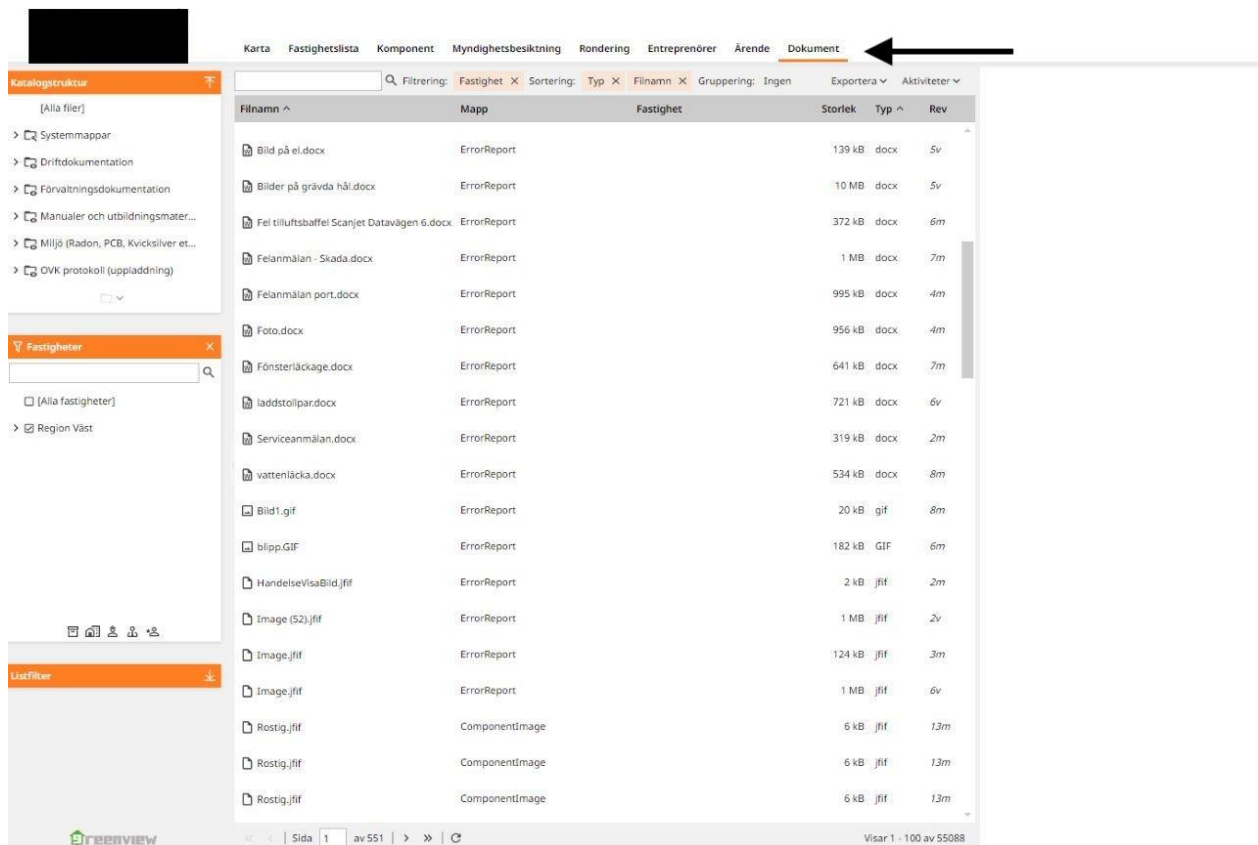 Karta Fastighetslista Komponent Myndighetsbesiktning Rondering Entreprenörer Ärende Dokument
Katalogstruktur
[Alla filer]
Systemmappar
Driftdokumentation
Förvaltningsdokumentation
Manualer och utbildningsmater...
Miljö (Radon, PCB, Kvicksilver et...
OVK protokoll (uppladdning)
Fastigheter
[Alla fastigheter]
Region Väst
Listfilter
greenview
Filtrering: Fastighet X Sortering: Typ X Filnamn X Gruppering: Ingen Exportera Aktiviteter
Filnamn Mapp Fastighet Storlek Typ Rev
Bild på el.docx ErrorReport 139 kB docx 5v
Bilder på grävda hål.docx ErrorReport 10 MB docx 5v
Fel tilluftsbaffel Scanjet Datavägen 6.docx ErrorReport 372 kB docx 6m
Felanmälan - Skada.docx ErrorReport 1 MB docx 7m
Felanmälan port.docx ErrorReport 995 kB docx 4m
Foto.docx ErrorReport 956 kB docx 4m
Fönsterläckage.docx ErrorReport 641 kB docx 7m
laddstollpar.docx ErrorReport 721 kB docx 6v
Serviceanmälan.docx ErrorReport 319 kB docx 2m
vattenläcka.docx ErrorReport 534 kB docx 8m
Bild1.gif ErrorReport 20 kB gif 8m
blipp.GIF ErrorReport 182 kB GIF 6m
HandelseVisaBild.jfif ErrorReport 2 kB jfif 2m
Image (52).jfif ErrorReport 1 MB jfif 2v
Image.jfif ErrorReport 124 kB jfif 3m
Image.jfif ErrorReport 1 MB jfif 6v
Rostig.jfif ComponentImage 6 kB jfif 13m
Rostig.jfif ComponentImage 6 kB jfif 13m
Rostig.jfif ComponentImage 6 kB jfif 13m
Sida 1 av 551 Visar 1 - 100 av 55088